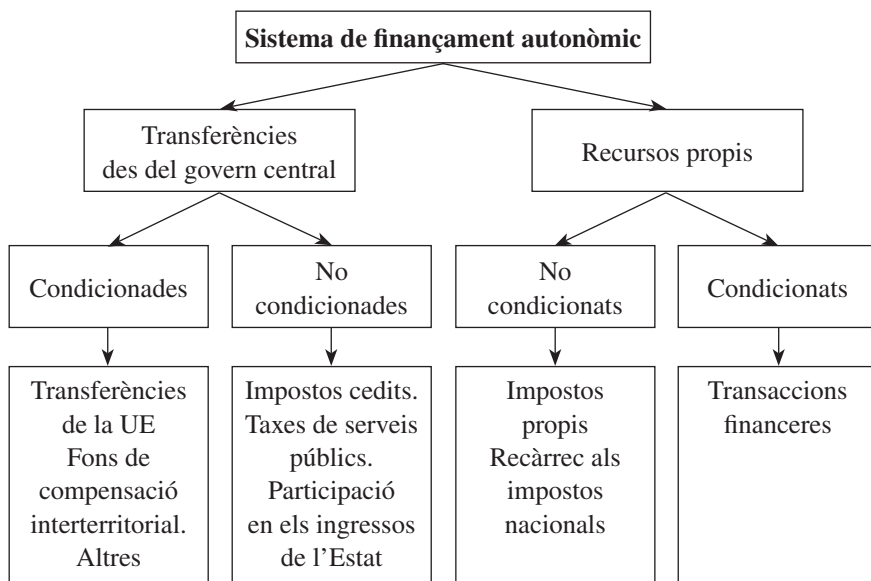 Sistema de finançament autonòmic
Transferències
des del govern central
Recursos propis
Condicionades
No
condicionades
No
condicionats
Condicionats
Transferències
de la UE
Fons de
compensació
interterritorial.
Altres
Impostos cedits.
Taxes de serveis
públics.
Participació
en els ingressos
de l’Estat
Impostos
propis
Recàrrec als
impostos
nacionals
Transaccions
financeres